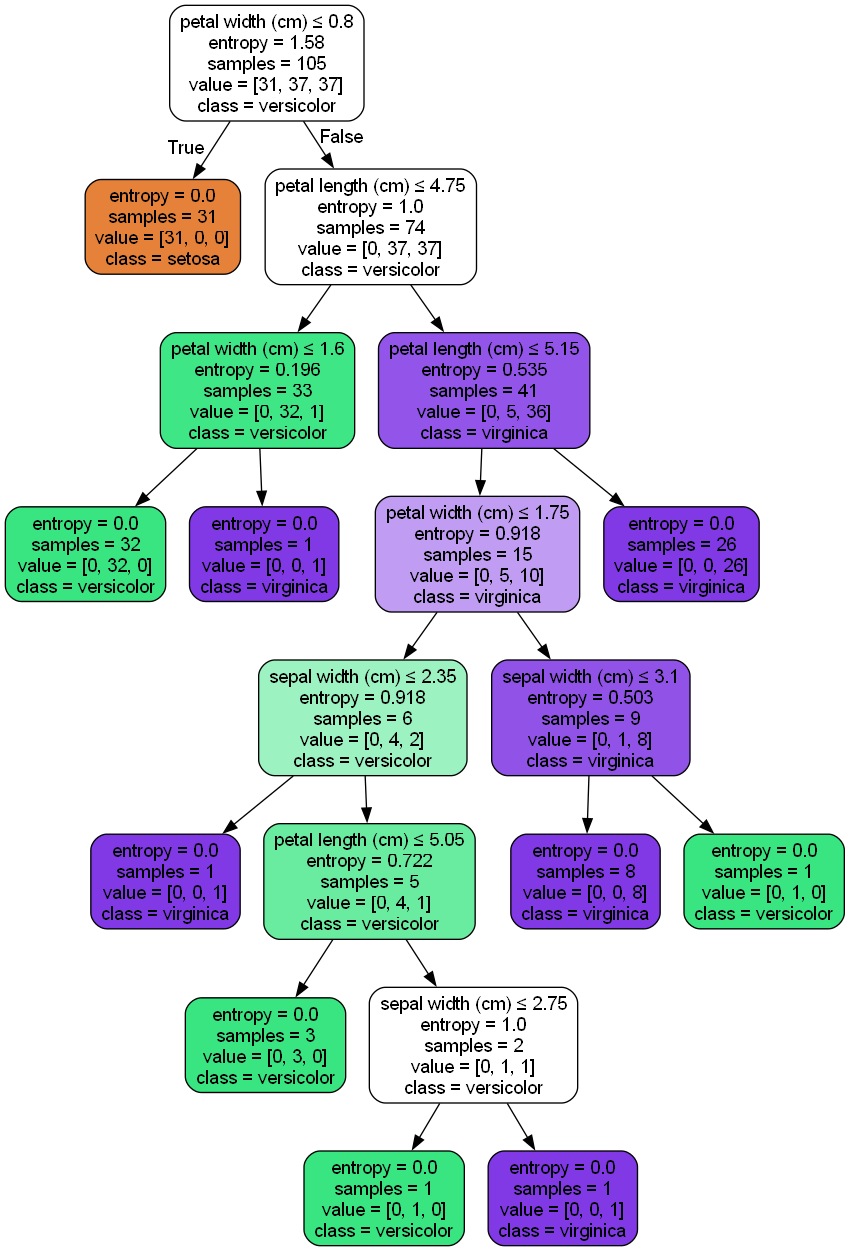 petal width (cm) ≤ 0.8
entropy = 1.58
samples = 105
value = [31, 37, 37]
class = versicolor
True
False
entropy = 0.0
samples = 31
value = [31, 0, 0]
class = setosa
petal length (cm) ≤ 4.75
entropy = 1.0
samples = 74
value = [0, 37, 37]
class = versicolor
petal width (cm) ≤ 1.6
entropy = 0.196
samples = 33
value = [0, 32, 1]
class = versicolor
petal length (cm) ≤ 5.15
entropy = 0.535
samples = 41
value = [0, 5, 36]
class = virginica
entropy = 0.0
samples = 32
value = [0, 32, 0]
class = versicolor
entropy = 0.0
samples = 1
value = [0, 0, 1]
class = virginica
petal width (cm) ≤ 1.75
entropy = 0.918
samples = 15
value = [0, 5, 10]
class = virginica
entropy = 0.0
samples = 26
value = [0, 0, 26]
class = virginica
sepal width (cm) ≤ 2.35
entropy = 0.918
samples = 6
value = [0, 4, 2]
class = versicolor
sepal width (cm) ≤ 3.1
entropy = 0.503
samples = 9
value = [0, 1, 8]
class = virginica
entropy = 0.0
samples = 1
value = [0, 0, 1]
class = virginica
petal length (cm) ≤ 5.05
entropy = 0.722
samples = 5
value = [0, 4, 1]
class = versicolor
entropy = 0.0
samples = 8
value = [0, 0, 8]
class = virginica
entropy = 0.0
samples = 1
value = [0, 1, 0]
class = versicolor
entropy = 0.0
samples = 3
value = [0, 3, 0]
class = versicolor
sepal width (cm) ≤ 2.75
entropy = 1.0
samples = 2
value = [0, 1, 1]
class = versicolor
entropy = 0.0
samples = 1
value = [0, 1, 0]
class = versicolor
entropy = 0.0
samples = 1
value = [0, 0, 1]
class = virginica